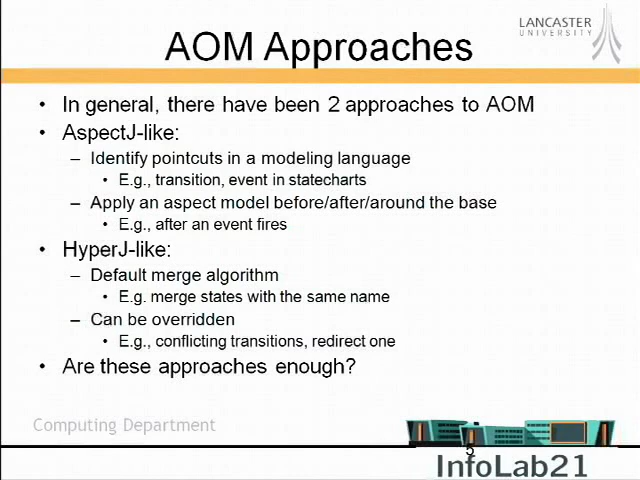 LANCASTER
UNIVERSITY
AOM Approaches
• In general, there have been 2 approaches to AOM
• AspectJ-like:
– Identify pointcuts in a modeling language
• E.g., transition, event in statecharts
– Apply an aspect model before/after/around the base
• E.g., after an event fires
• HyperJ-like:
– Default merge algorithm
• E.g. merge states with the same name
– Can be overridden
• E.g., conflicting transitions, redirect one
• Are these approaches enough?
Computing Department
5
InfoLab21